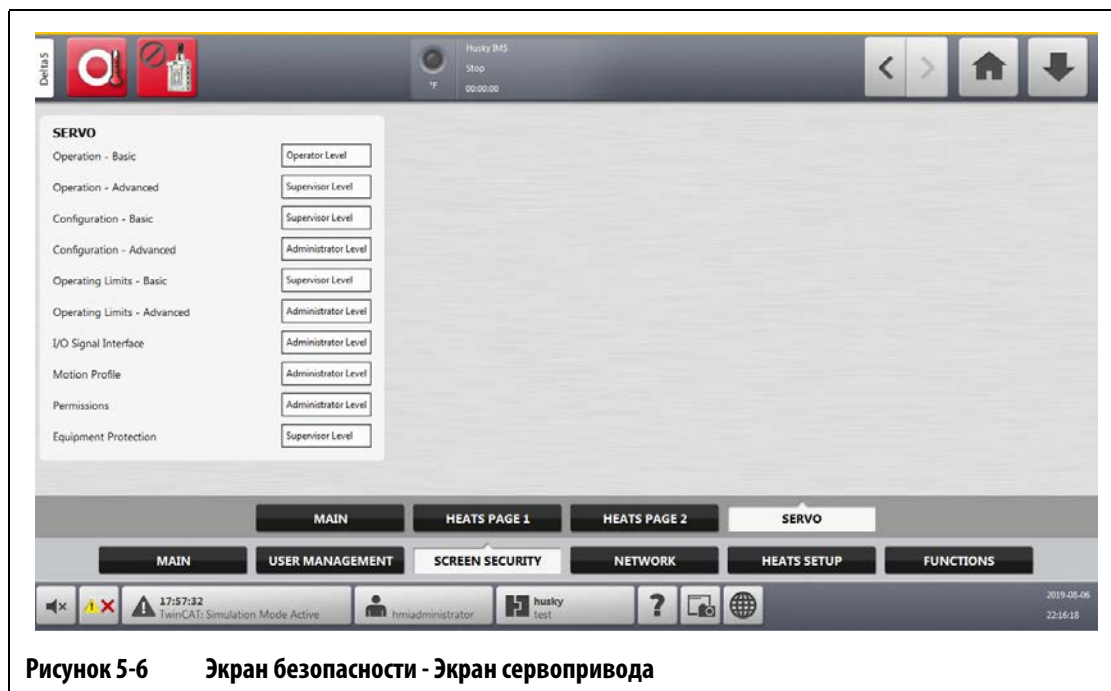 Delta5
Husky IMS
Stop
°F 00:00:00
SERVO
Operation - Basic Operator Level
Operation - Advanced Supervisor Level
Configuration - Basic Supervisor Level
Configuration - Advanced Administrator Level
Operating Limits - Basic Supervisor Level
Operating Limits - Advanced Administrator Level
I/O Signal Interface Administrator Level
Motion Profile Administrator Level
Permissions Administrator Level
Equipment Protection Supervisor Level
MAIN HEATS PAGE 1 HEATS PAGE 2 SERVO
MAIN USER MANAGEMENT SCREEN SECURITY NETWORK HEATS SETUP FUNCTIONS
17:57:32
TwinCAT: Simulation Mode Active
hmiadministrator
husky
test
?
2019-08-06
22:16:18
Рисунок 5-6 Экран безопасности - Экран сервопривода